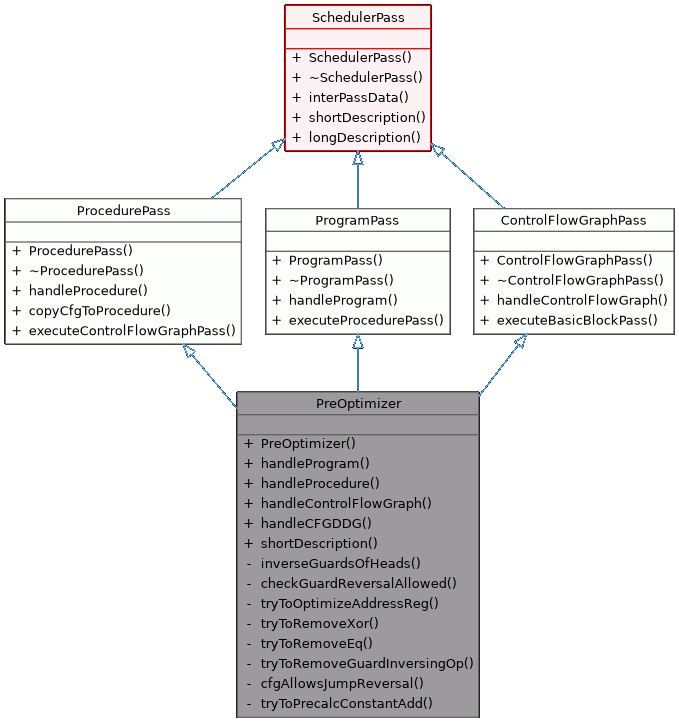 SchedulerPass
+ SchedulerPass()
+ ~SchedulerPass()
+ interPassData()
+ shortDescription()
+ longDescription()
ProcedurePass
+ ProcedurePass()
+ ~ProcedurePass()
+ handleProcedure()
+ copyCfgToProcedure()
+ executeControlFlowGraphPass()
ProgramPass
+ ProgramPass()
+ ~ProgramPass()
+ handleProgram()
+ executeProcedurePass()
ControlFlowGraphPass
+ ControlFlowGraphPass()
+ ~ControlFlowGraphPass()
+ handleControlFlowGraph()
+ executeBasicBlockPass()
PreOptimizer
+ PreOptimizer()
+ handleProgram()
+ handleProcedure()
+ handleControlFlowGraph()
+ handleCFGDDG()
+ shortDescription()
- inverseGuardsOfHeads()
- checkGuardReversalAllowed()
- tryToOptimizeAddressReg()
- tryToRemoveXor()
- tryToRemoveEq()
- tryToRemoveGuardInversingOp()
- cfgAllowsJumpReversal()
- tryToPrecalcConstantAdd()